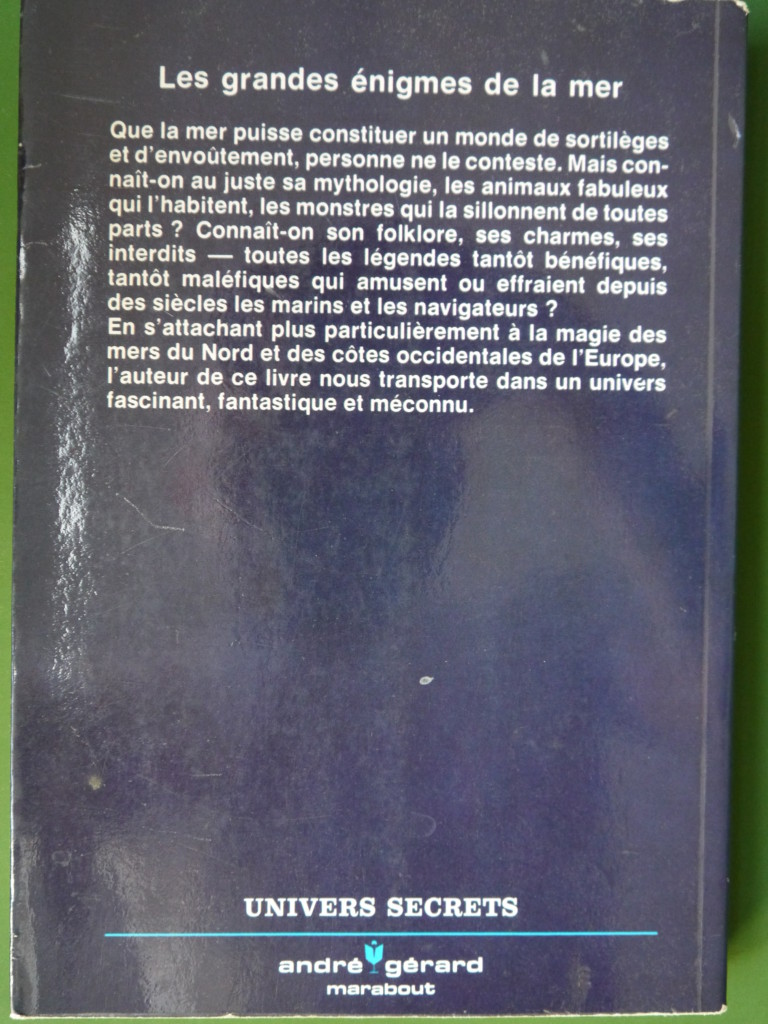 Les grandes énigmes de la mer
Que la mer puisse constituer un monde de sortilèges
et d'envoûtement, personne ne le conteste. Mais con-
naît-on au juste sa mythologie, les animaux fabuleux
qui l'habitent, les monstres qui la sillonnent de toutes
parts ? Connaît-on son folklore, ses charmes, ses
interdits — toutes les légendes tantôt bénéfiques,
tantôt maléfiques qui amusent ou effraient depuis
des siècles les marins et les navigateurs ?
En s'attachant plus particulièrement à la magie des
mers du Nord et des côtes occidentales de l'Europe,
l'auteur de ce livre nous transporte dans un univers
fascinant, fantastique et méconnu.
UNIVERS SECRETS
andré gérard
marabout